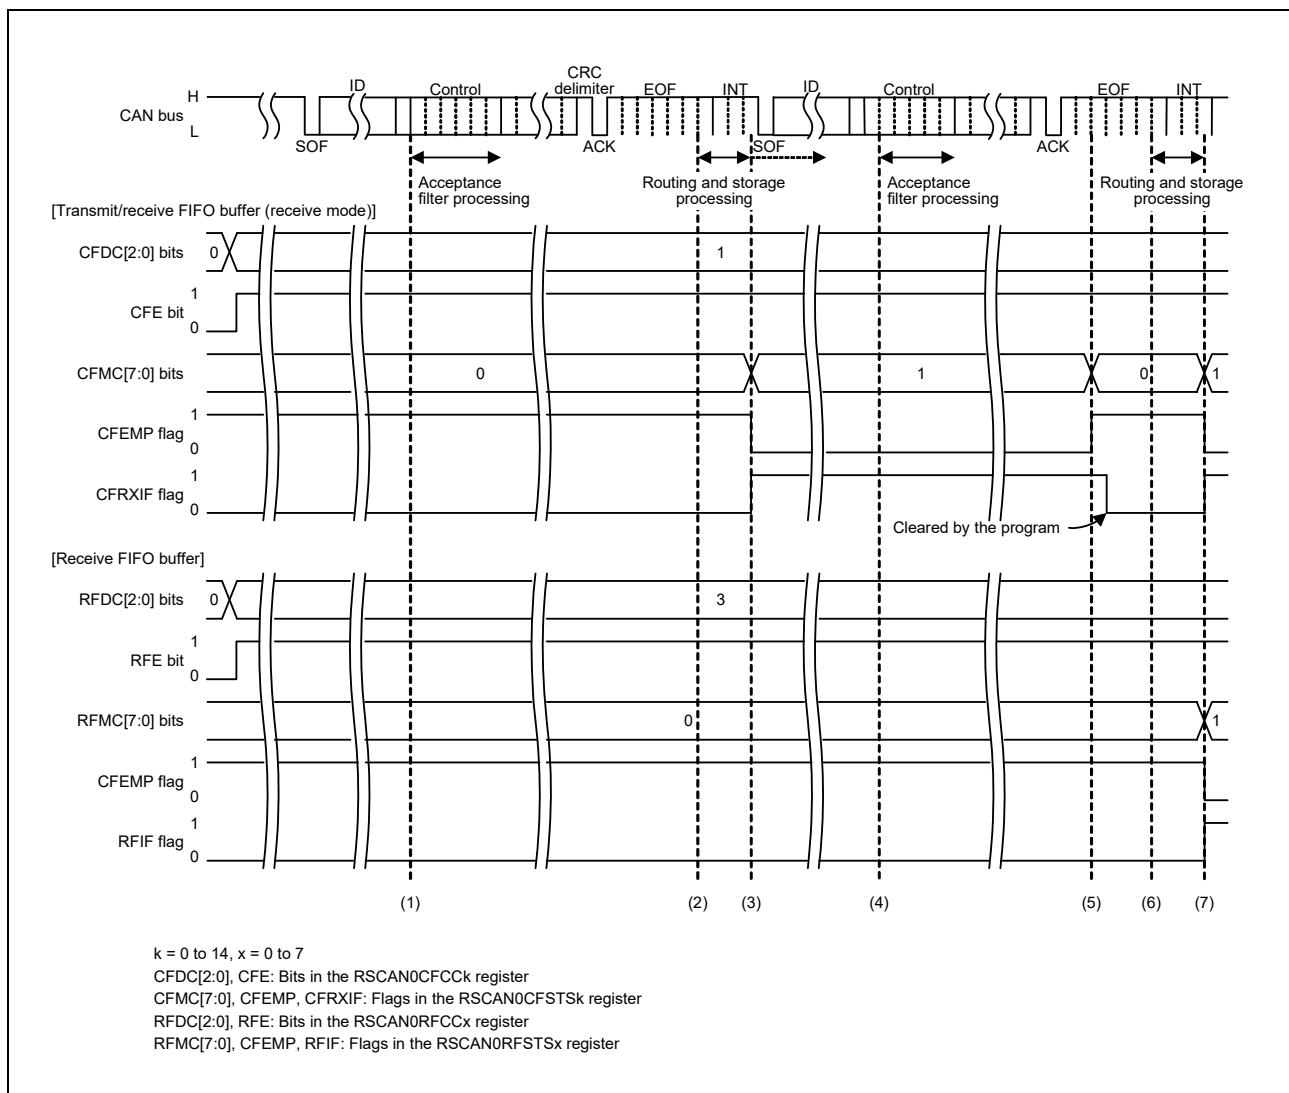 CAN bus
H
L
SOF
ID
Control
CRC
delimiter
ACK
EOF
INT
SOF
ID
Control
ACK
EOF
INT
Acceptance
filter processing
Routing and storage
processing
Acceptance
filter processing
Routing and storage
processing
[Transmit/receive FIFO buffer (receive mode)]
CFDC[2:0] bits
0
1
CFE bit
1
0
CFMC[7:0] bits
0
1
0
1
CFEMP flag
1
0
CFRXIF flag
1
0
Cleared by the program
[Receive FIFO buffer]
RFDC[2:0] bits
0
3
RFE bit
1
0
RFMC[7:0] bits
0
1
CFEMP flag
1
0
RFIF flag
1
0
(1) (2) (3) (4) (5) (6) (7)
k = 0 to 14, x = 0 to 7
CFDC[2:0], CFE: Bits in the RSCAN0CFCCk register
CFMC[7:0], CFEMP, CFRXIF: Flags in the RSCAN0CFSTSk register
RFDC[2:0], RFE: Bits in the RSCAN0RFCCx register
RFMC[7:0], CFEMP, RFIF: Flags in the RSCAN0RFSTSx register